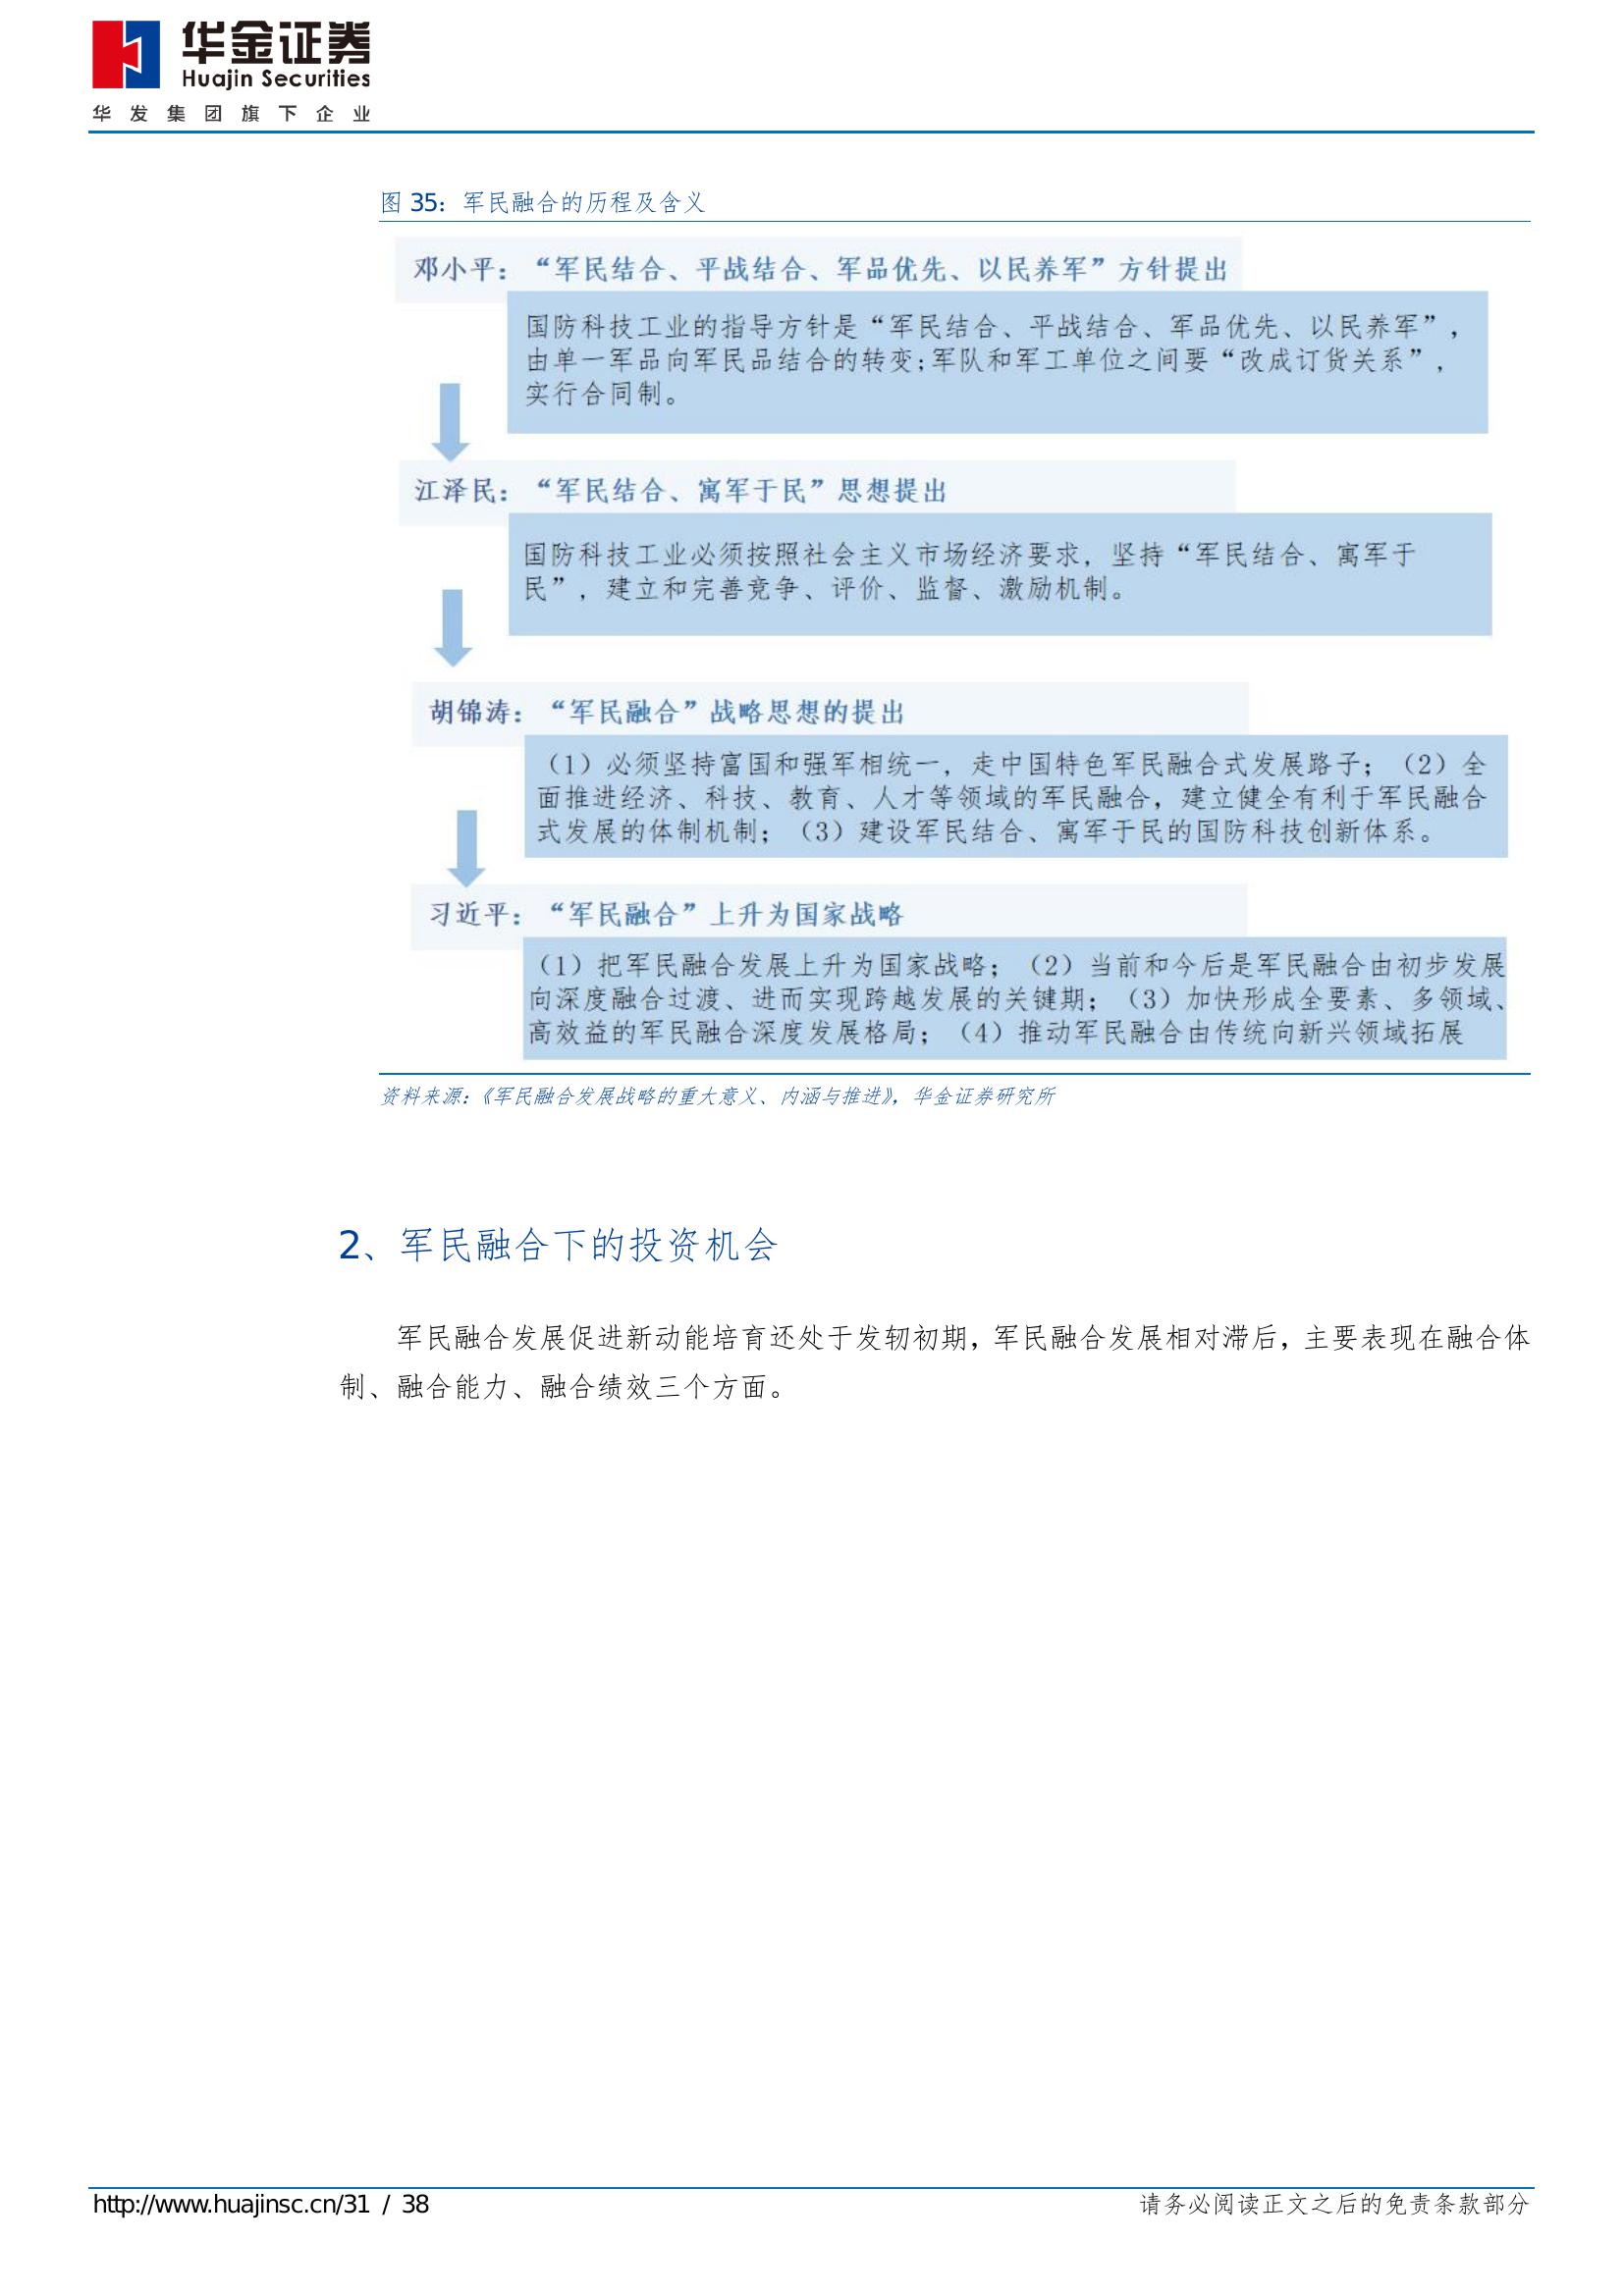 华金证券
Huajin Securities
华发集团旗下企业
图 35：军民融合的历程及含义
邓小平：“军民结合、平战结合、军品优先、以民养军”方针提出
国防科技工业的指导方针是“军民结合、平战结合、军品优先、以民养军”，
由单一军品向军民品结合的转变;军队和军工单位之间要“改成订货关系”，
实行合同制。
江泽民：“军民结合、寓军于民”思想提出
国防科技工业必须按照社会主义市场经济要求，坚持“军民结合、寓军于
民”，建立和完善竞争、评价、监督、激励机制。
胡锦涛：“军民融合”战略思想的提出
（1）必须坚持富国和强军相统一，走中国特色军民融合式发展路子；（2）全
面推进经济、科技、教育、人才等领域的军民融合，建立健全有利于军民融合
式发展的体制机制；（3）建设军民结合、寓军于民的国防科技创新体系。
习近平：“军民融合”上升为国家战略
（1）把军民融合发展上升为国家战略；（2）当前和今后是军民融合由初步发展
向深度融合过渡、进而实现跨越发展的关键期；（3）加快形成全要素、多领域、
高效益的军民融合深度发展格局；（4）推动军民融合由传统向新兴领域拓展
资料来源：《军民融合发展战略的重大意义、内涵与推进》，华金证券研究所
2、军民融合下的投资机会
军民融合发展促进新动能培育还处于发轫初期，军民融合发展相对滞后，主要表现在融合体
制、融合能力、融合绩效三个方面。
http://www.huajinsc.cn/31 / 38
请务必阅读正文之后的免责条款部分